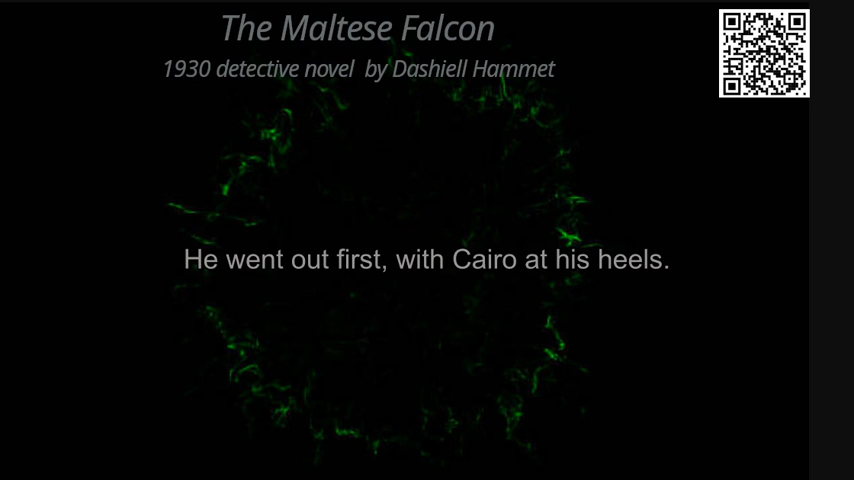 The Maltese Falcon
1930 detective novel by Dashiell Hammet
He went out first, with Cairo at his heels.